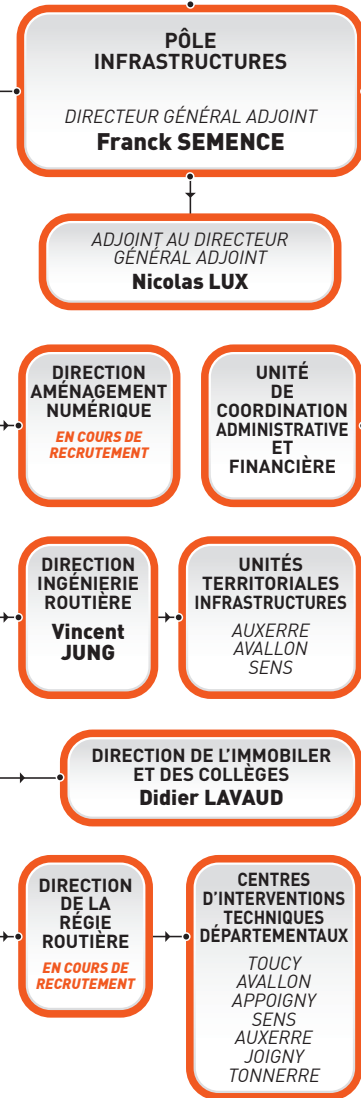 PÔLE
INFRASTRUCTURES
DIRECTEUR GÉNÉRAL ADJOINT
Franck SEMENCE
ADJOINT AU DIRECTEUR
GÉNÉRAL ADJOINT
Nicolas LUX
DIRECTION
AMÉNAGEMENT
NUMÉRIQUE
EN COURS DE
RECRUTEMENT
UNITÉ
DE
COORDINATION
ADMINISTRATIVE
ET
FINANCIÈRE
DIRECTION
INGÉNIERIE
ROUTIÈRE
Vincent
JUNG
UNITÉS
TERRITORIALES
INFRASTRUCTURES
AUXERRE
AVALLON
SENS
DIRECTION DE L'IMMOBILER
ET DES COLLÈGES
Didier LAVAUD
DIRECTION
DE LA
RÉGIE
ROUTIÈRE
EN COURS DE
RECRUTEMENT
CENTRES
D'INTERVENTIONS
TECHNIQUES
DÉPARTEMENTAUX
TOUCY
AVALLON
APPOIGNY
SENS
AUXERRE
JOIGNY
TONNERRE